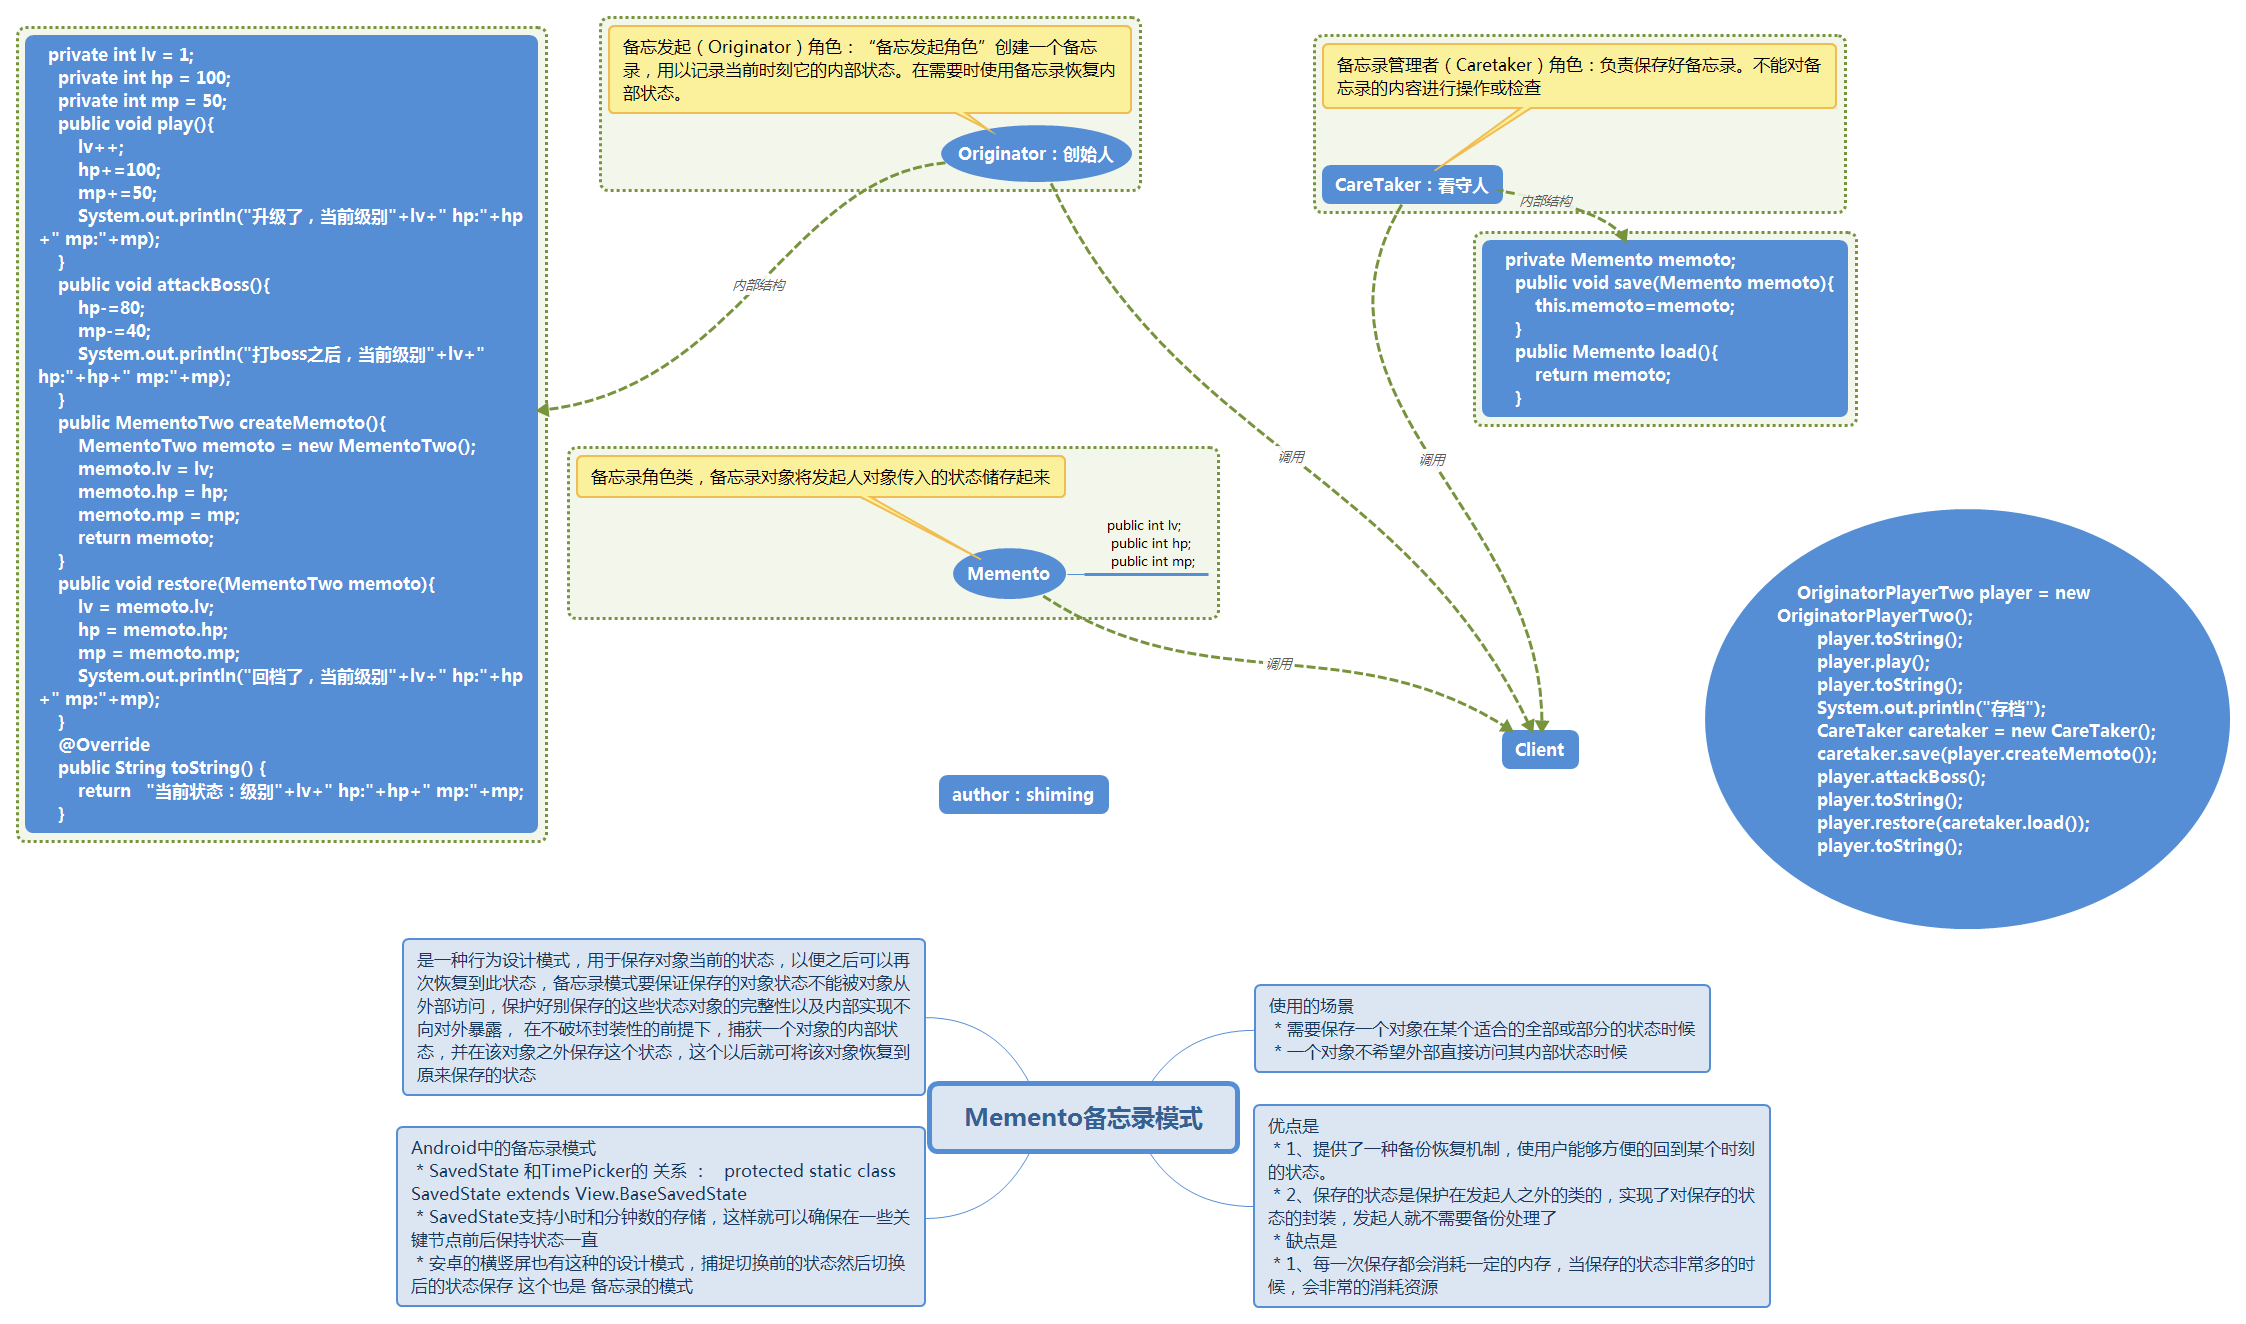 private int lv = 1;
private int hp = 100;
private int mp = 50;
public void play(){
lv++;
hp+=100;
mp+=50;
System.out.println("升级了，当前级别"+lv+" hp:"+hp
+" mp:"+mp);
}
public void attackBoss(){
hp-=80;
mp-=40;
System.out.println("打boss之后，当前级别"+lv+"
hp:"+hp+" mp:"+mp);
}
public MementoTwo createMemoto(){
MementoTwo memoto = new MementoTwo();
memoto.lv = lv;
memoto.hp = hp;
memoto.mp = mp;
return memoto;
}
public void restore(MementoTwo memoto){
lv = memoto.lv;
hp = memoto.hp;
mp = memoto.mp;
System.out.println("回档了，当前级别"+lv+" hp:"+hp
+" mp:"+mp);
}
@Override
public String toString() {
return   "当前状态：级别"+lv+" hp:"+hp+" mp:"+mp;
}
备忘发起（Originator）角色：“备忘发起角色”创建一个备忘
录，用以记录当前时刻它的内部状态。在需要时使用备忘录恢复内
部状态。
Originator：创始人
内部结构
备忘录管理者（Caretaker）角色：负责保存好备忘录。不能对备
忘录的内容进行操作或检查
CareTaker：看守人
内部结构
private Memento memoto;
public void save(Memento memoto){
this.memoto=memoto;
}
public Memento load(){
return memoto;
}
调用
调用
备忘录角色类，备忘录对象将发起人对象传入的状态储存起来
public int lv;
public int hp;
public int mp;
Memento
调用
Client
author：shiming
OriginatorPlayerTwo player = new
OriginatorPlayerTwo();
player.toString();
player.play();
player.toString();
System.out.println("存档");
CareTaker caretaker = new CareTaker();
caretaker.save(player.createMemoto());
player.attackBoss();
player.toString();
player.restore(caretaker.load());
player.toString();
是一种行为设计模式，用于保存对象当前的状态，以便之后可以再
次恢复到此状态，备忘录模式要保证保存的对象状态不能被对象从
外部访问，保护好别保存的这些状态对象的完整性以及内部实现不
向对外暴露， 在不破坏封装性的前提下，捕获一个对象的内部状
态，并在该对象之外保存这个状态，这个以后就可将该对象恢复到
原来保存的状态
使用的场景
* 需要保存一个对象在某个适合的全部或部分的状态时候
* 一个对象不希望外部直接访问其内部状态时候
Memento备忘录模式
Android中的备忘录模式
* SavedState 和TimePicker的 关系 ：  protected static class
SavedState extends View.BaseSavedState
* SavedState支持小时和分钟数的存储，这样就可以确保在一些关
键节点前后保持状态一直
* 安卓的横竖屏也有这种的设计模式，捕捉切换前的状态然后切换
后的状态保存 这个也是 备忘录的模式
优点是
* 1、提供了一种备份恢复机制，使用户能够方便的回到某个时刻
的状态。
* 2、保存的状态是保护在发起人之外的类的，实现了对保存的状
态的封装，发起人就不需要备份处理了
* 缺点是
* 1、每一次保存都会消耗一定的内存，当保存的状态非常多的时
候，会非常的消耗资源